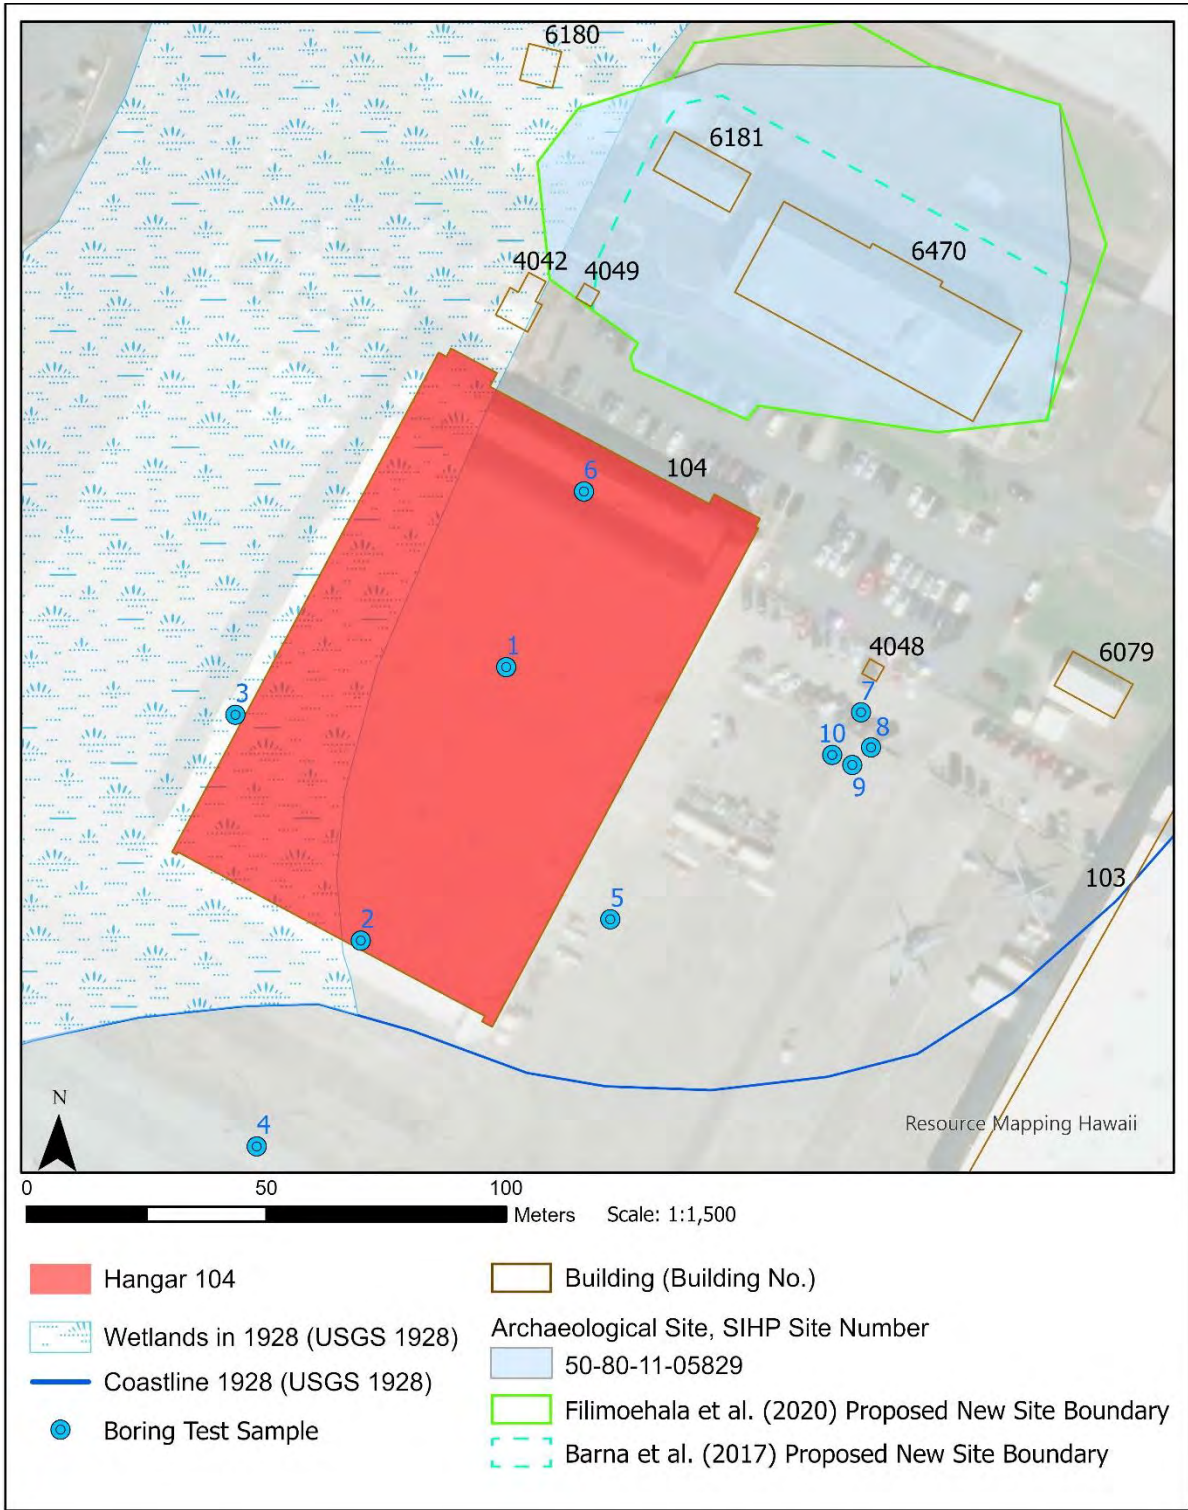 6180
6181
6470
4042
4049
104
6
1
4048
6079
3
7
10
8
9
103
5
2
N
4
Resource Mapping Hawaii
0 50 100
Meters Scale: 1:1,500
Hangar 104
Wetlands in 1928 (USGS 1928)
Coastline 1928 (USGS 1928)
Boring Test Sample
Building (Building No.)
Archaeological Site, SIHP Site Number
50-80-11-05829
Filimoehala et al. (2020) Proposed New Site Boundary
Barna et al. (2017) Proposed New Site Boundary